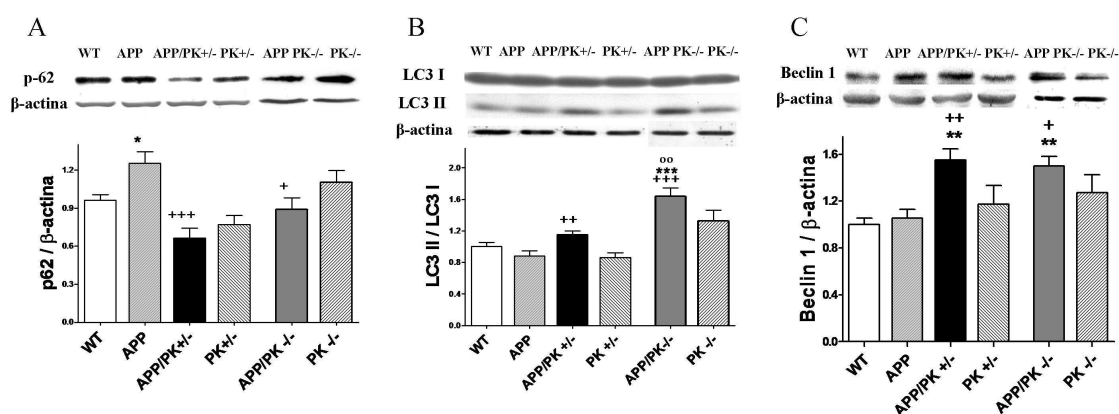 A
WT APP APP/PK+/- PK+/- APP PK-/- PK-/-
p-62
β-actina
*
+++
+
1.2
0.9
0.6
0.3
0.0
p62 / β-actina
WT
APP
APP/PK+/-
PK+/-
APP/PK -/-
PK -/-
B
WT APP APP/PK+/- PK+/- APP PK-/- PK-/-
LC3 I
LC3 II
β-actina
++
oo
***
+++
2.0
1.6
1.2
0.8
0.4
0.0
LC3 II / LC3 I
WT
APP
APP/PK +/-
PK +/-
APP/PK-/-
PK -/-
C
WT APP APP/PK+/- PK+/- APP PK-/- PK-/-
Beclin 1
β-actina
++
**
+
**
1.6
1.2
0.8
0.4
0.0
Beclin 1 / β-actina
WT
APP
APP/PK +/-
PK +/-
APP/PK -/-
PK -/-